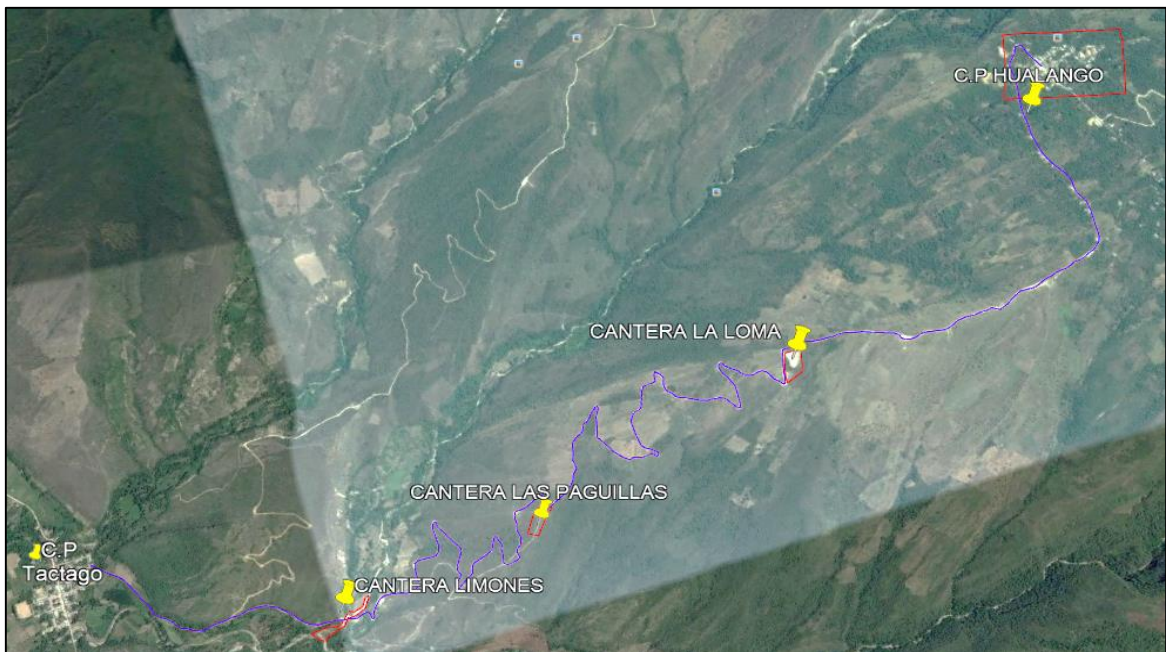 C.P HUALANGO
CANTERA LA LOMA
CANTERA LAS PAGUILLAS
C.P
Tactago
CANTERA LIMONES